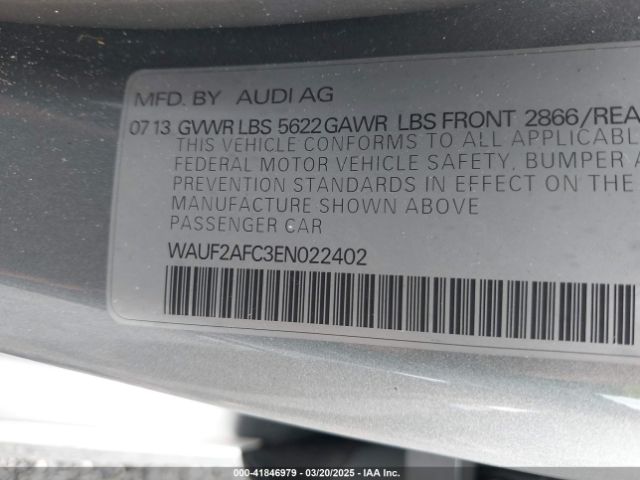 MFD. BY AUDI AG
07 13 GVWR LBS 5622 GAWR LBS FRONT 2866/REA
THIS VEHICLE CONFORMS TO ALL APPLICABL
FEDERAL MOTOR VEHICLE SAFETY, BUMPER
PREVENTION STANDARDS IN EFFECT ON THE
MANUFACTURE SHOWN ABOVE
PASSENGER CAR
WAUF2AFC3EN022402
000-41846979 — 03/20/2025 — IAA Inc.